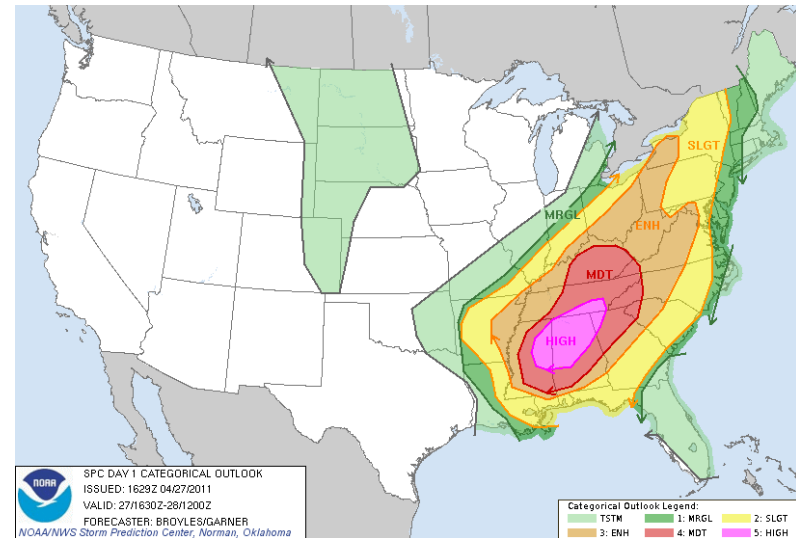 SLGT
MRGL
ENH
MDT
HIGH
NOAA
SPC DAY 1 CATEGORICAL OUTLOOK
ISSUED: 1629Z 04/27/2011
VALID: 27/1630Z-28/1200Z
FORECASTER: BROYLES/GARNER
NOAA/NWS Storm Prediction Center, Norman, Oklahoma
Categorical Outlook Legend:
TSTM 1: MRGL 2: SLGT
3: ENH 4: MDT 5: HIGH